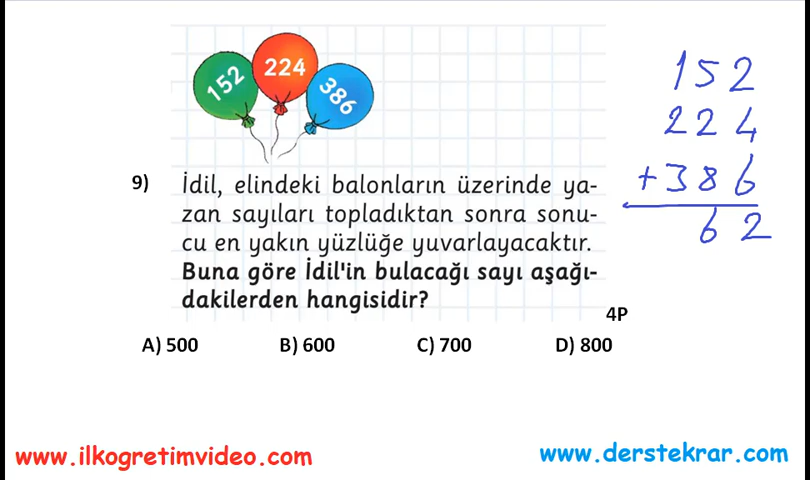 152
224
386
152
224
+386
62
9) İdil, elindeki balonların üzerinde ya-
zan sayıları topladıktan sonra sonu-
cu en yakın yüzlüğe yuvarlayacaktır.
Buna göre İdil'in bulacağı sayı aşağı-
dakilerden hangisidir?
4P
A) 500 B) 600 C) 700 D) 800
www.ilkogretimvideo.com
www.derstekrar.com